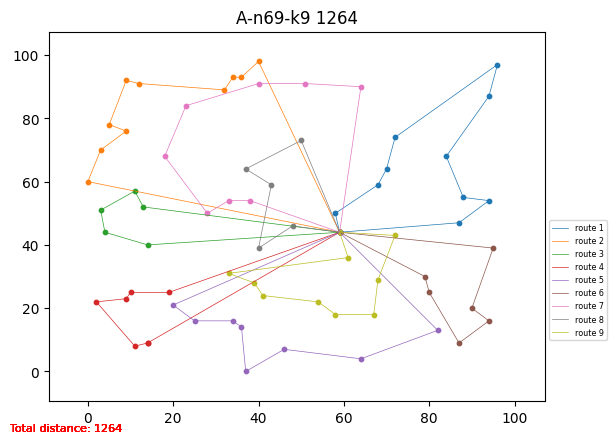 A-n69-k9 1264
100
80
60
40
20
0
0 20 40 60 80 100
route 1
route 2
route 3
route 4
route 5
route 6
route 7
route 8
route 9
Total distance: 1264